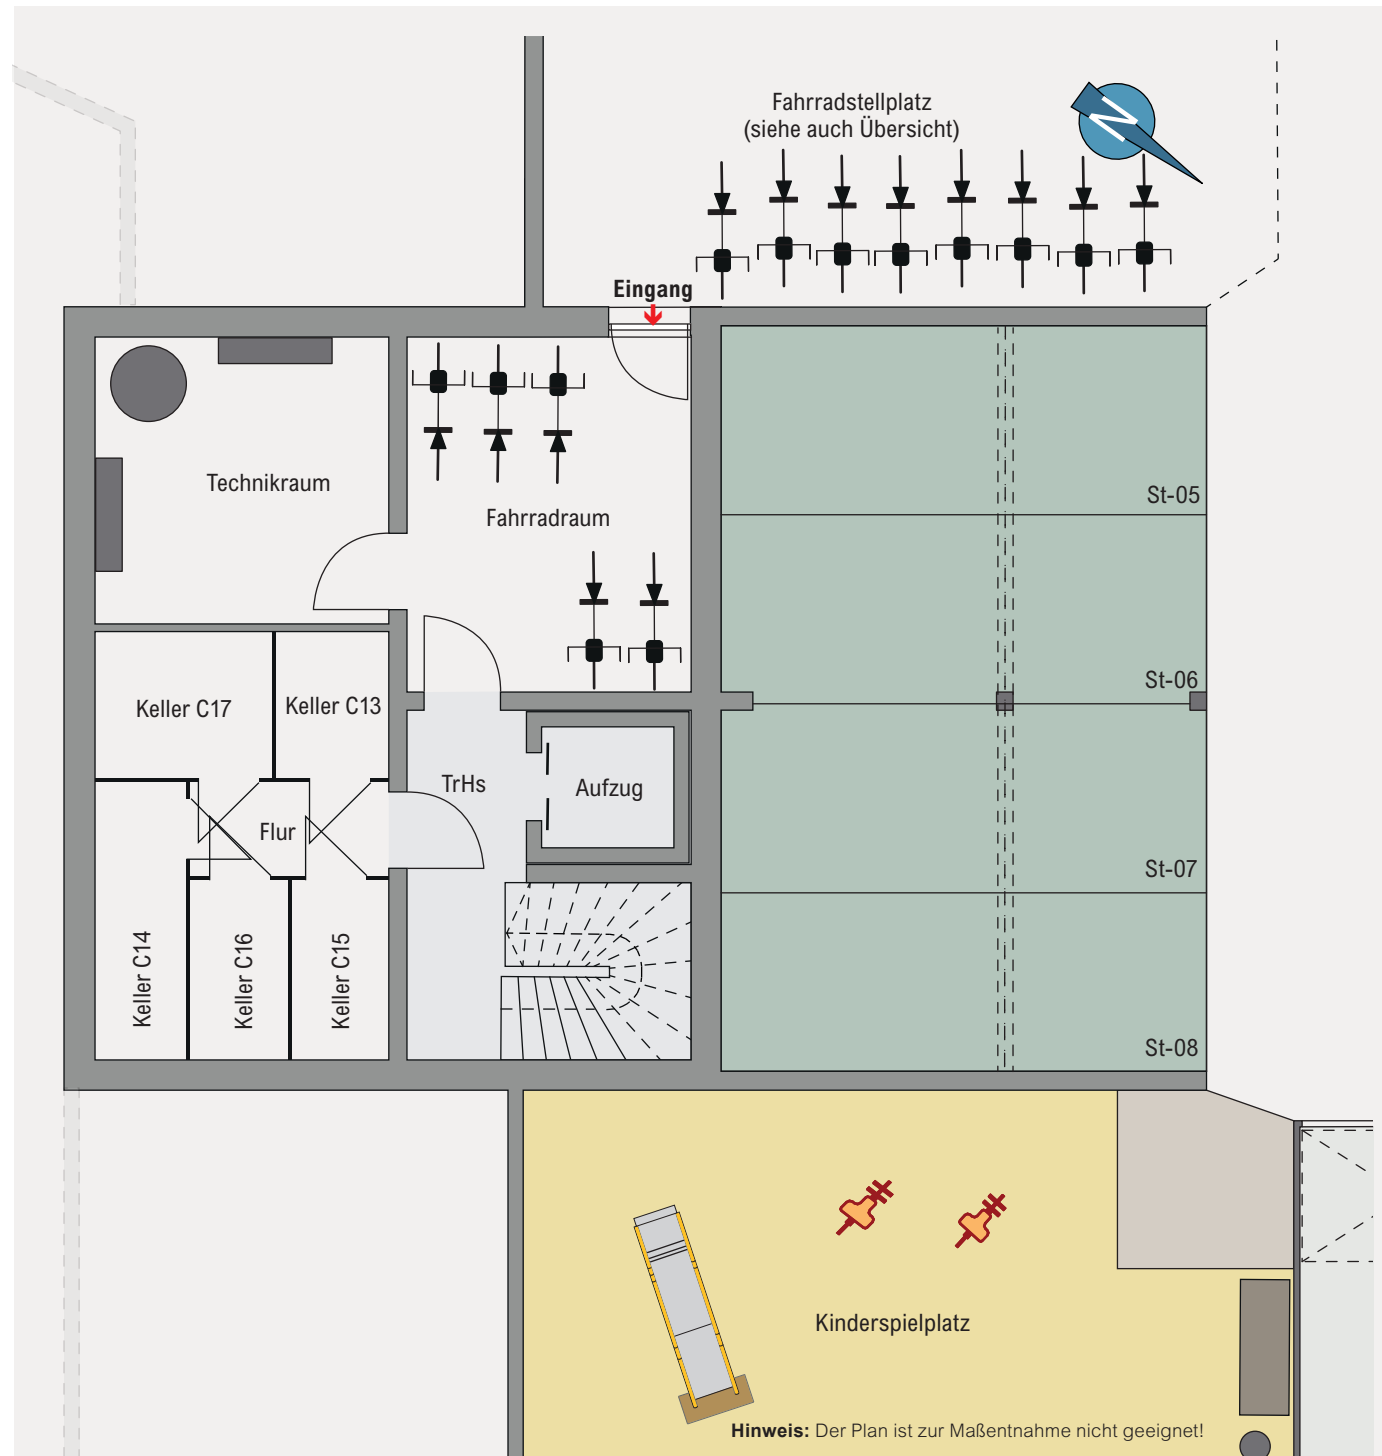 Fahrradstellplatz
(siehe auch Übersicht)
N
Eingang
Technikraum
Fahrradraum
St-05
St-06
Keller C17
Keller C13
TrHs
Aufzug
Flur
St-07
Keller C14
Keller C16
Keller C15
St-08
Kinderspielplatz
Hinweis: Der Plan ist zur Maßentnahme nicht geeignet!